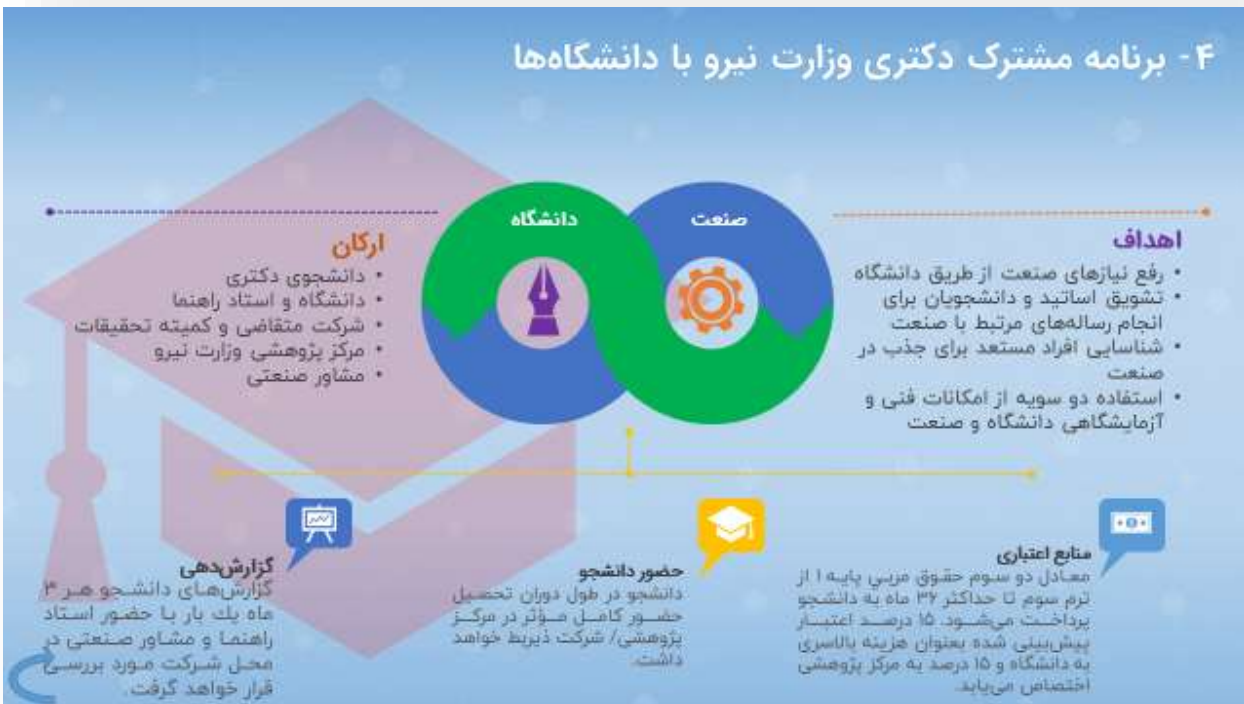 ۴- برنامه مشترک دکتری وزارت نیرو با دانشگاه‌ها
صنعت
دانشگاه
اهداف
• رفع نیازهای صنعت از طریق دانشگاه
• تشویق اساتید و دانشجویان برای
انجام رساله‌های مرتبط با صنعت
• شناسایی افراد مستعد برای جذب در
صنعت
• استفاده دو سویه از امکانات فنی و
آزمایشگاهی دانشگاه و صنعت
ارکان
• دانشجوی دکتری
• دانشگاه و استاد راهنما
• شرکت متقاضی و کمیته تحقیقات
• مرکز پژوهشی وزارت نیرو
• مشاور صنعتی
منابع اعتباری
معادل دو سوم حقوق مربی پایه ۱ از
ترم سوم تا حداکثر ۳۶ ماه به دانشجو
پرداخت می‌شود. ۱۵ درصد اعتبار
پیش‌بینی شده بعنوان هزینه بالاسری
به دانشگاه و ۱۵ درصد به مرکز پژوهشی
اختصاص می‌یابد.
حضور دانشجو
دانشجو در طول دوران تحصیل
حضور کامل مؤثر در مرکز
پژوهشی/ شرکت ذیربط خواهد
داشت.
گزارش‌دهی
گزارش‌های دانشجو هر ۳
ماه یك بار با حضور استاد
راهنما و مشاور صنعتی در
محل شرکت مورد بررسی
قرار خواهد گرفت.